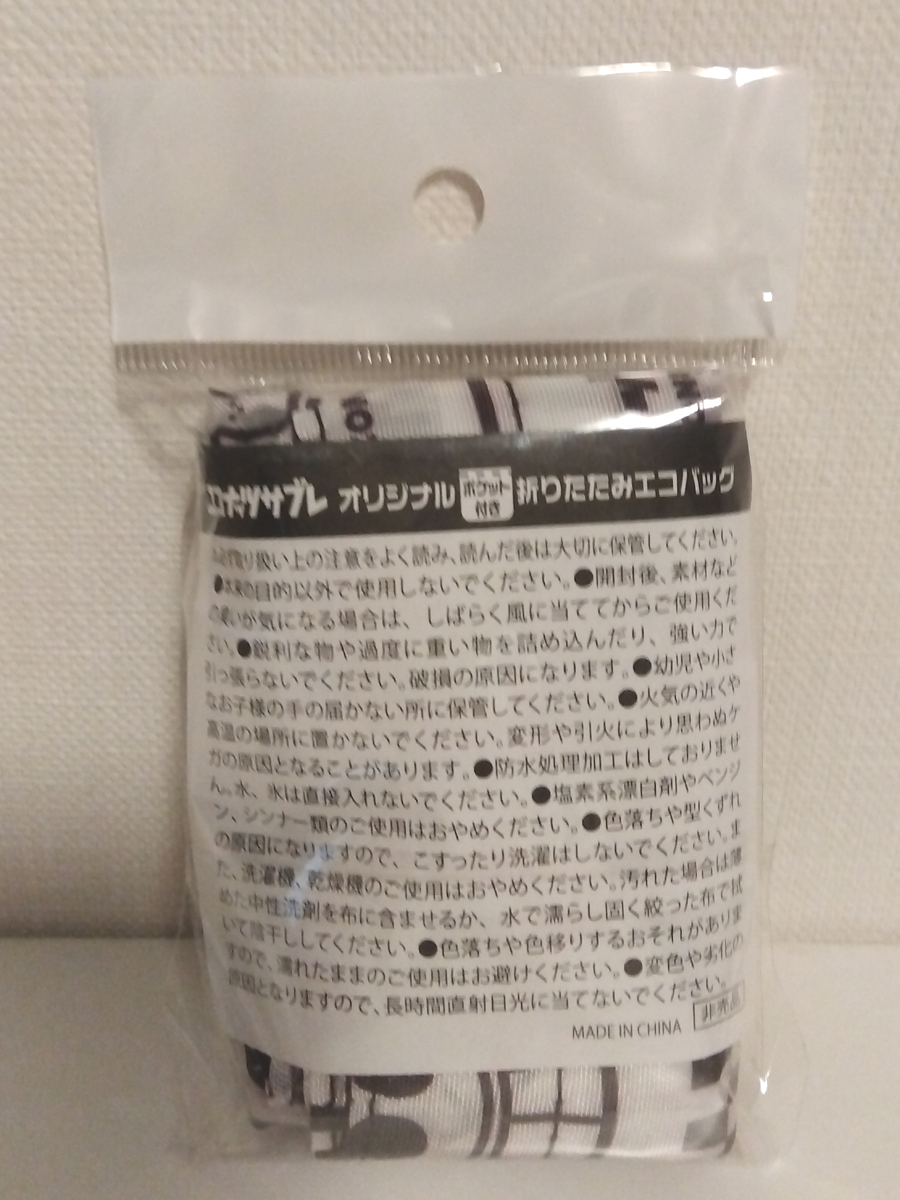 ココナッツサブレ オリジナル ポケット付き 折りたたみエコバッグ
取り扱い上の注意をよく読み、読んだ後は大切に保管してください。
●本来の目的以外で使用しないでください。●開封後、素材など
の臭いが気になる場合は、しばらく風に当ててからご使用くだ
さい。●鋭利な物や過度に重い物を詰め込んだり、強い力で
引っ張らないでください。破損の原因になります。●幼児や小さ
なお子様の手の届かない所に保管してください。●火気の近くや
高温の場所に置かないでください。変形や引火により思わぬケ
ガの原因となることがあります。●防水処理加工はしておりませ
ん。水、氷は直接入れないでください。●塩素系漂白剤やベンジ
ン、シンナー類のご使用はおやめください。●色落ちや型くずれ
の原因になりますので、こすったり洗濯はしないでください。ま
た、洗濯機、乾燥機のご使用はおやめください。汚れた場合は薄
めた中性洗剤を布に含ませるか、水で濡らし固く絞った布で拭
いて陰干ししてください。●色落ちや色移りするおそれがありま
すので、濡れたままのご使用はお避けください。●変色や劣化の
原因となりますので、長時間直射日光に当てないでください。
MADE IN CHINA 非売品